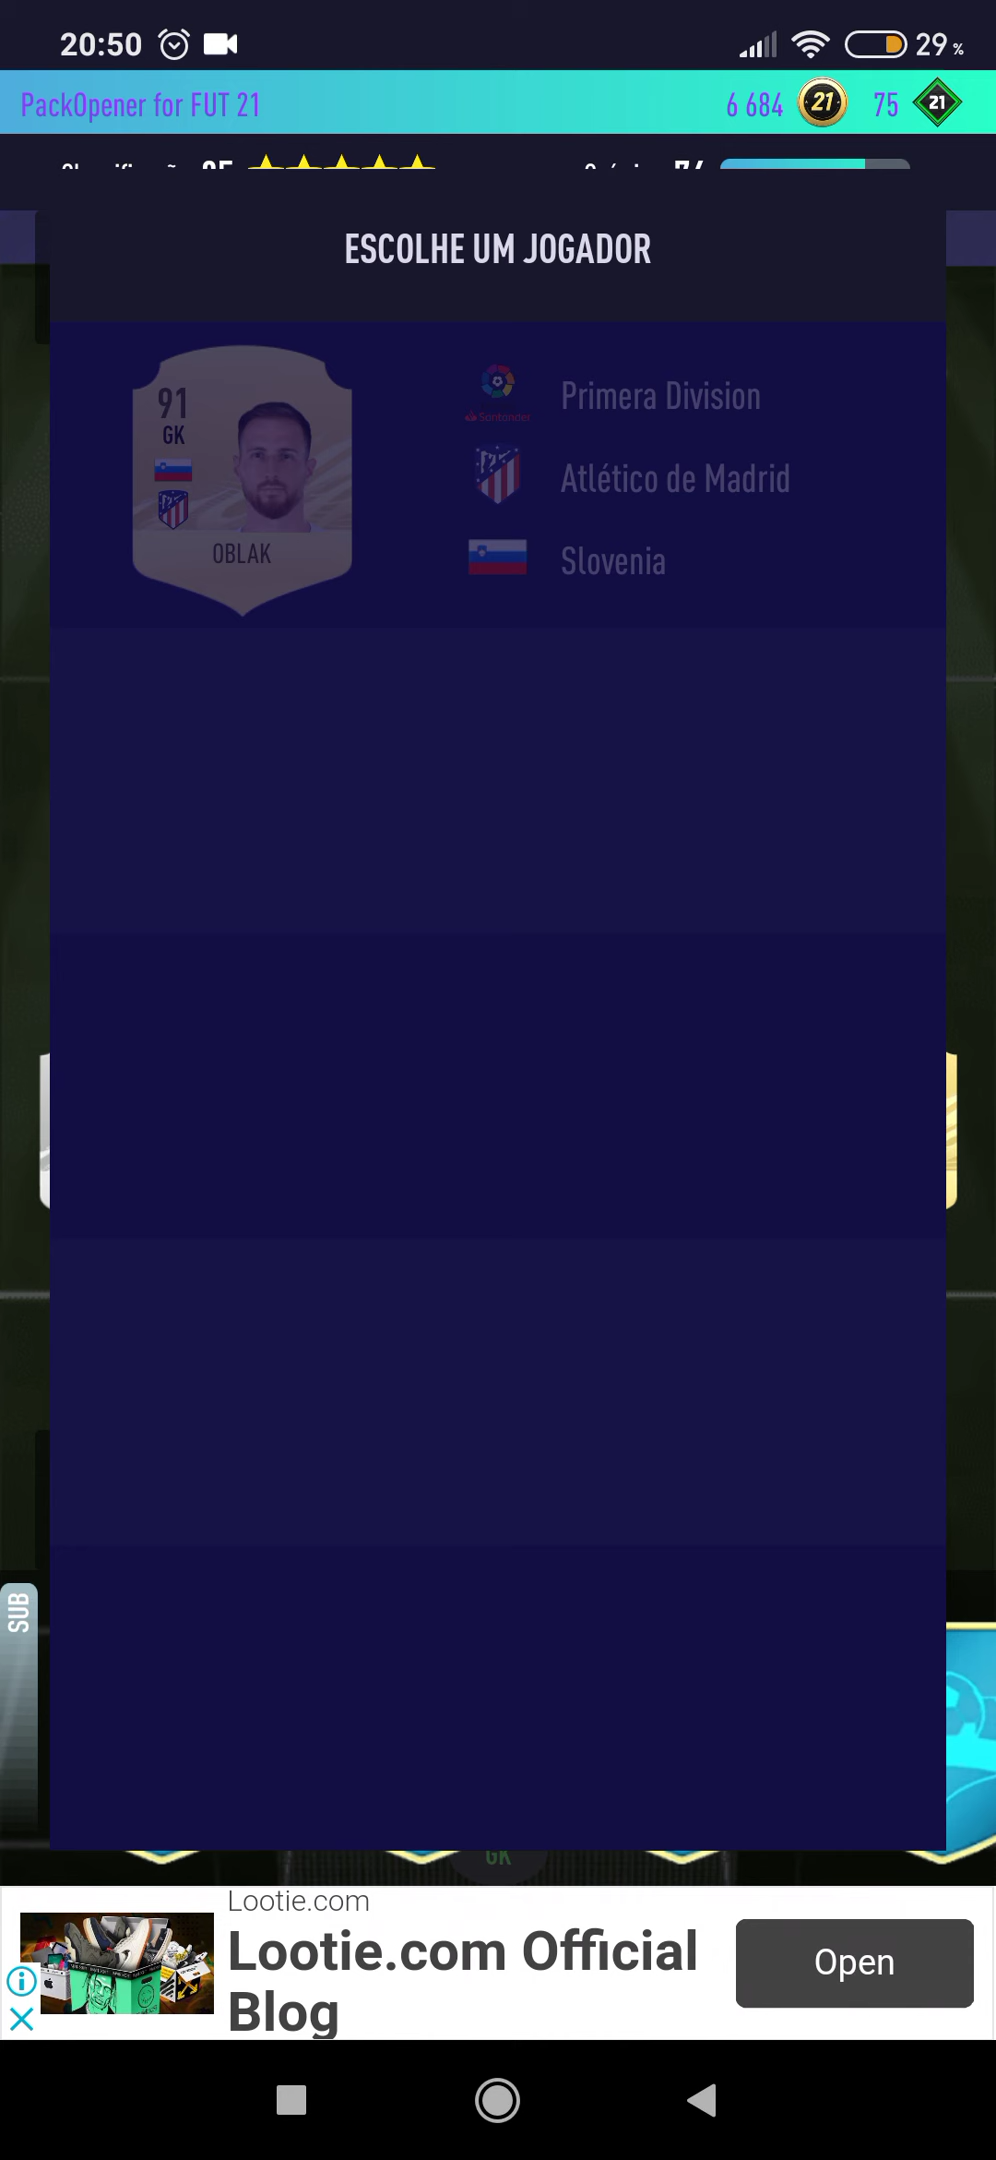 20:50
29 %
PackOpener for FUT 21
6 684
21
75
21
ESCOLHE UM JOGADOR
91
GK
OBLAK
Santander
Primera Division
Atlético de Madrid
Slovenia
SUB
GK
Lootie.com
Lootie.com Official
Blog
Open